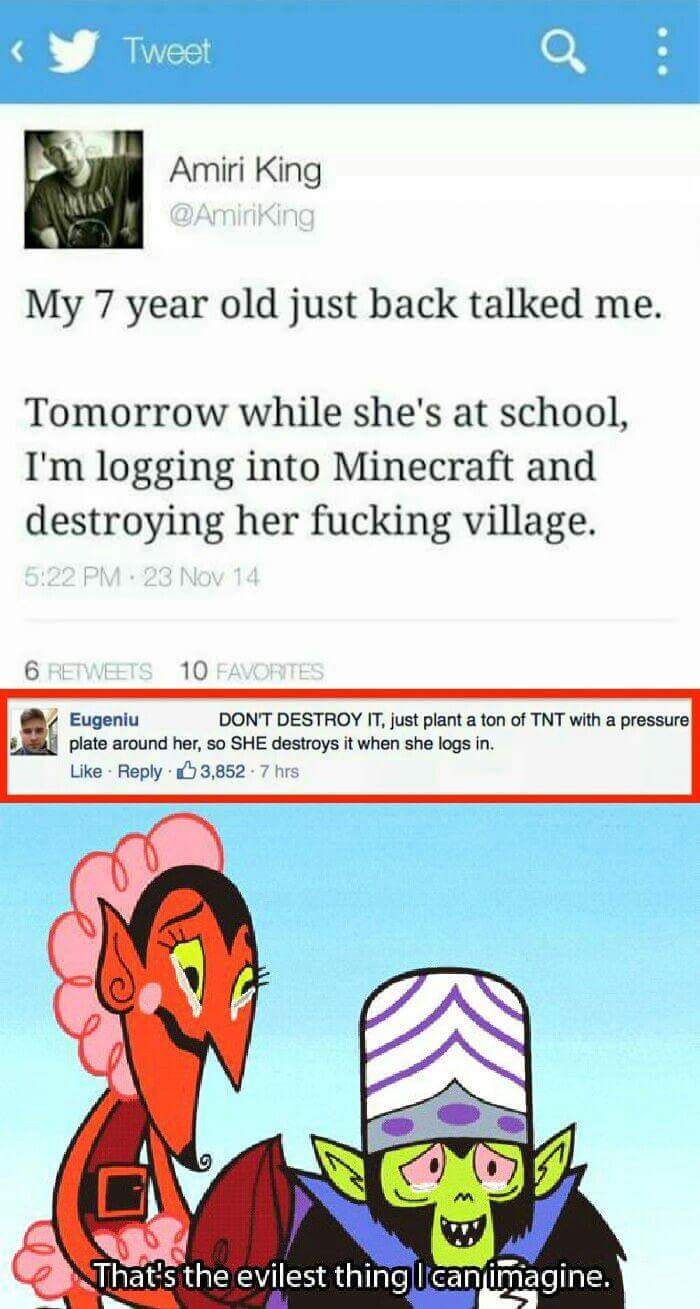 Tweet
Amiri King
@AmiriKing
My 7 year old just back talked me.
Tomorrow while she's at school,
I'm logging into Minecraft and
destroying her fucking village.
5:22 PM · 23 Nov 14
6 RETWEETS 10 FAVORITES
Eugeniu DON'T DESTROY IT, just plant a ton of TNT with a pressure
plate around her, so SHE destroys it when she logs in.
Like · Reply · 3,852 · 7 hrs
That's the evilest thing I can imagine.